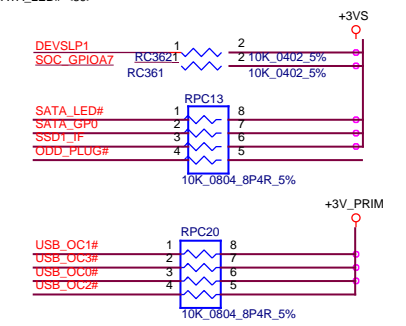 +3VS
DEVSLP1 1 2
SOC_GPIOA7 RC3621 2 10K_0402_5%
RC361 10K_0402_5%
RPC13
SATA_LED# 1 8
SATA_GP0 2 7
SSD1_IF 3 6
ODD_PLUG# 4 5
10K_0804_8P4R_5%
+3V_PRIM
RPC20
USB_OC1# 1 8
USB_OC3# 2 7
USB_OC0# 3 6
USB_OC2# 4 5
10K_0804_8P4R_5%